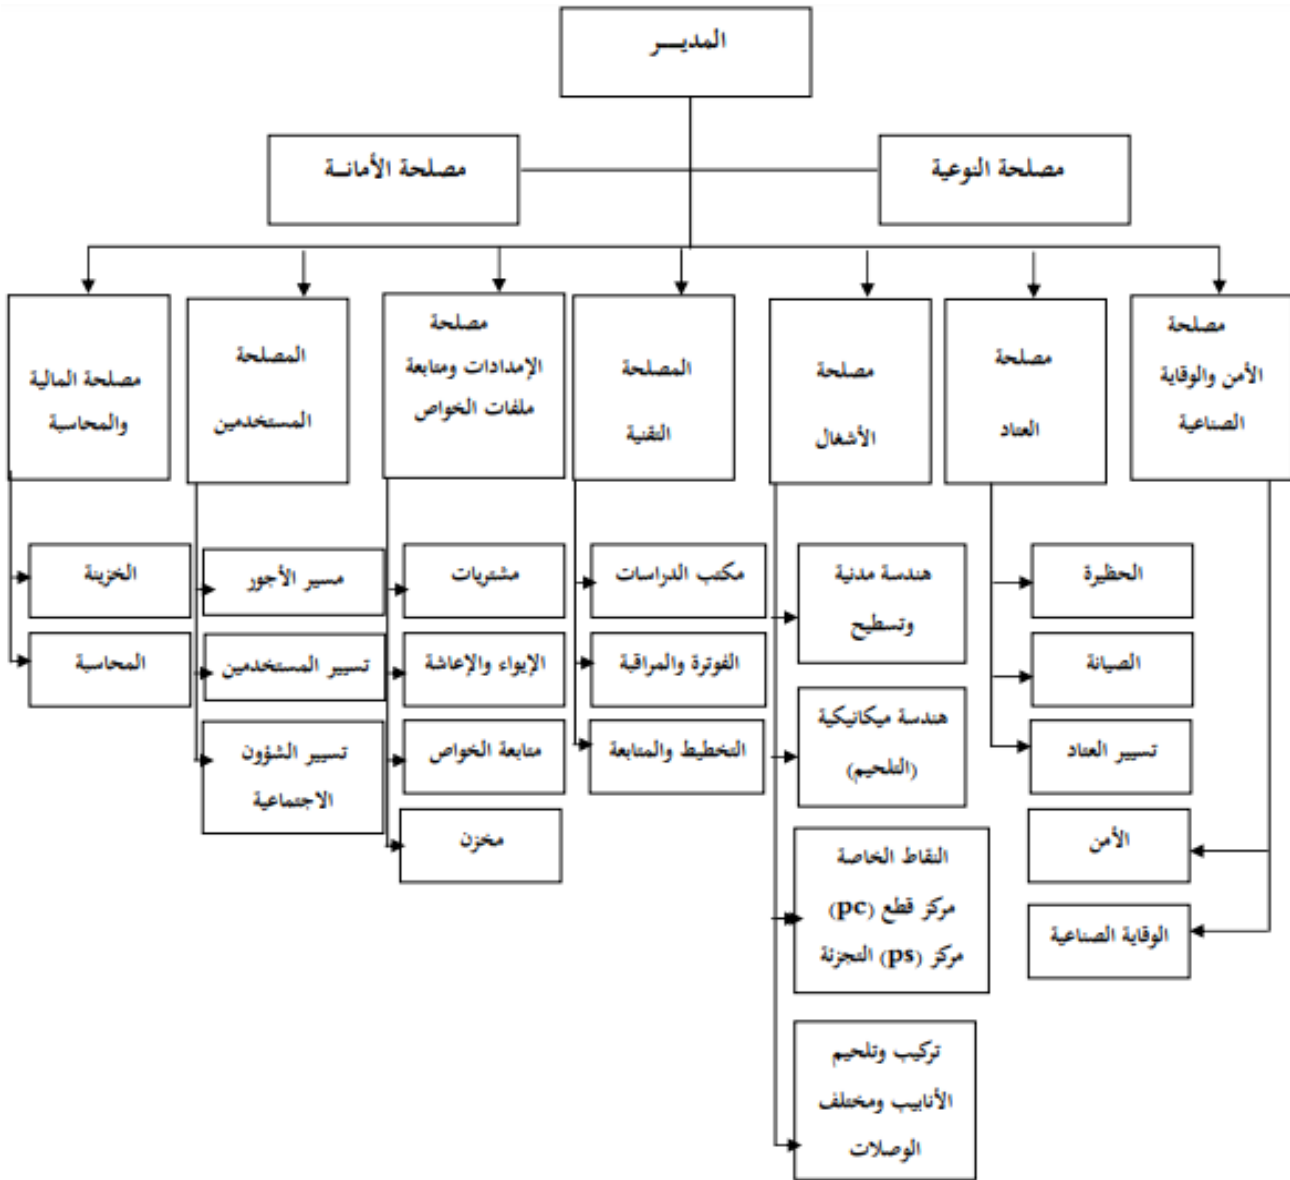 المديـــر
مصلحة النوعية
مصلحة الأمانــة
مصلحة
الأمن والوقاية
الصناعية
مصلحة
العتاد
مصلحة
الأشغال
المصلحة
التقنية
مصلحة
الإمدادات ومتابعة
ملفات الخواص
المصلحة
المستخدمين
مصلحة المالية
والمحاسبة
الحظيرة
الصيانة
تسيير العتاد
الأمن
الوقاية الصناعية
هندسة مدنية
وتسطيح
هندسة ميكانيكية
(التلحيم)
النقاط الخاصة
مركز قطع (pc)
مركز (ps) التجزئة
تركيب وتلحيم
الأنابيب ومختلف
الوصلات
مكتب الدراسات
الفوترة والمراقبة
التخطيط والمتابعة
مشتريات
الإيواء والإعاشة
متابعة الخواص
مخزن
مسير الأجور
تسيير المستخدمين
تسيير الشؤون
الاجتماعية
الخزينة
المحاسبة